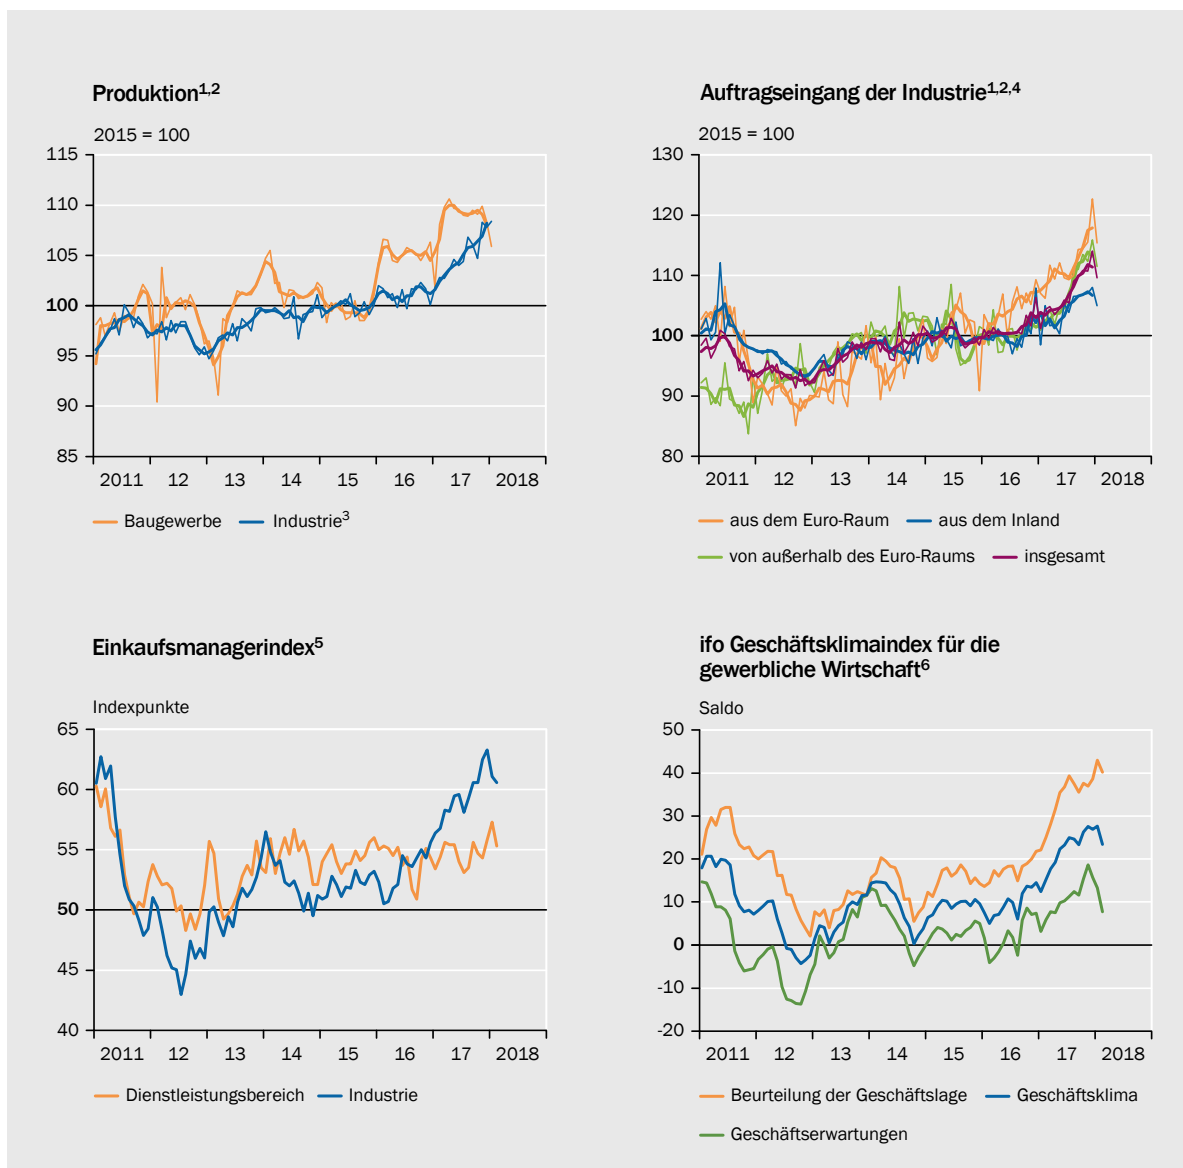 Produktion1,2
2015 = 100
115
110
105
100
95
90
85
2011 12 13 14 15 16 17 2018
Baugewerbe Industrie3
Auftragseingang der Industrie1,2,4
2015 = 100
130
120
110
100
90
80
2011 12 13 14 15 16 17 2018
aus dem Euro-Raum aus dem Inland
von außerhalb des Euro-Raums insgesamt
Einkaufsmanagerindex5
Indexpunkte
65
60
55
50
45
40
2011 12 13 14 15 16 17 2018
Dienstleistungsbereich Industrie
ifo Geschäftsklimaindex für die
gewerbliche Wirtschaft6
Saldo
50
40
30
20
10
0
-10
-20
2011 12 13 14 15 16 17 2018
Beurteilung der Geschäftslage Geschäftsklima
Geschäftserwartungen